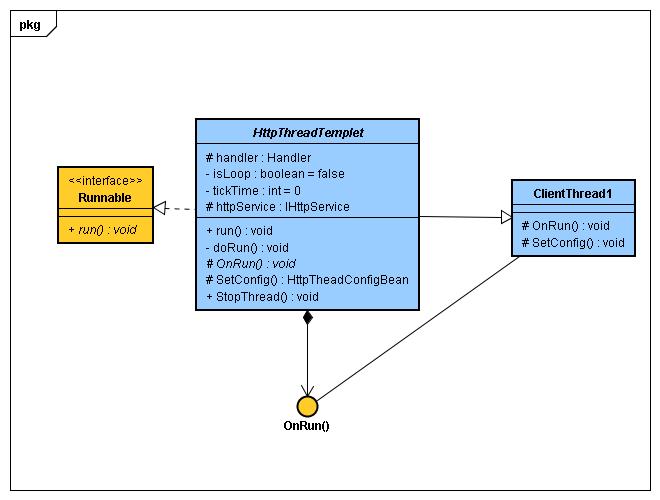 pkg
HttpThreadTemplet
# handler : Handler
- isLoop : boolean = false
- tickTime : int = 0
# httpService : IHttpService
+ run() : void
- doRun() : void
# OnRun() : void
# SetConfig() : HttpTheadConfigBean
+ StopThread() : void
<<interface>>
Runnable
+ run() : void
ClientThread1
# OnRun() : void
# SetConfig() : void
OnRun()